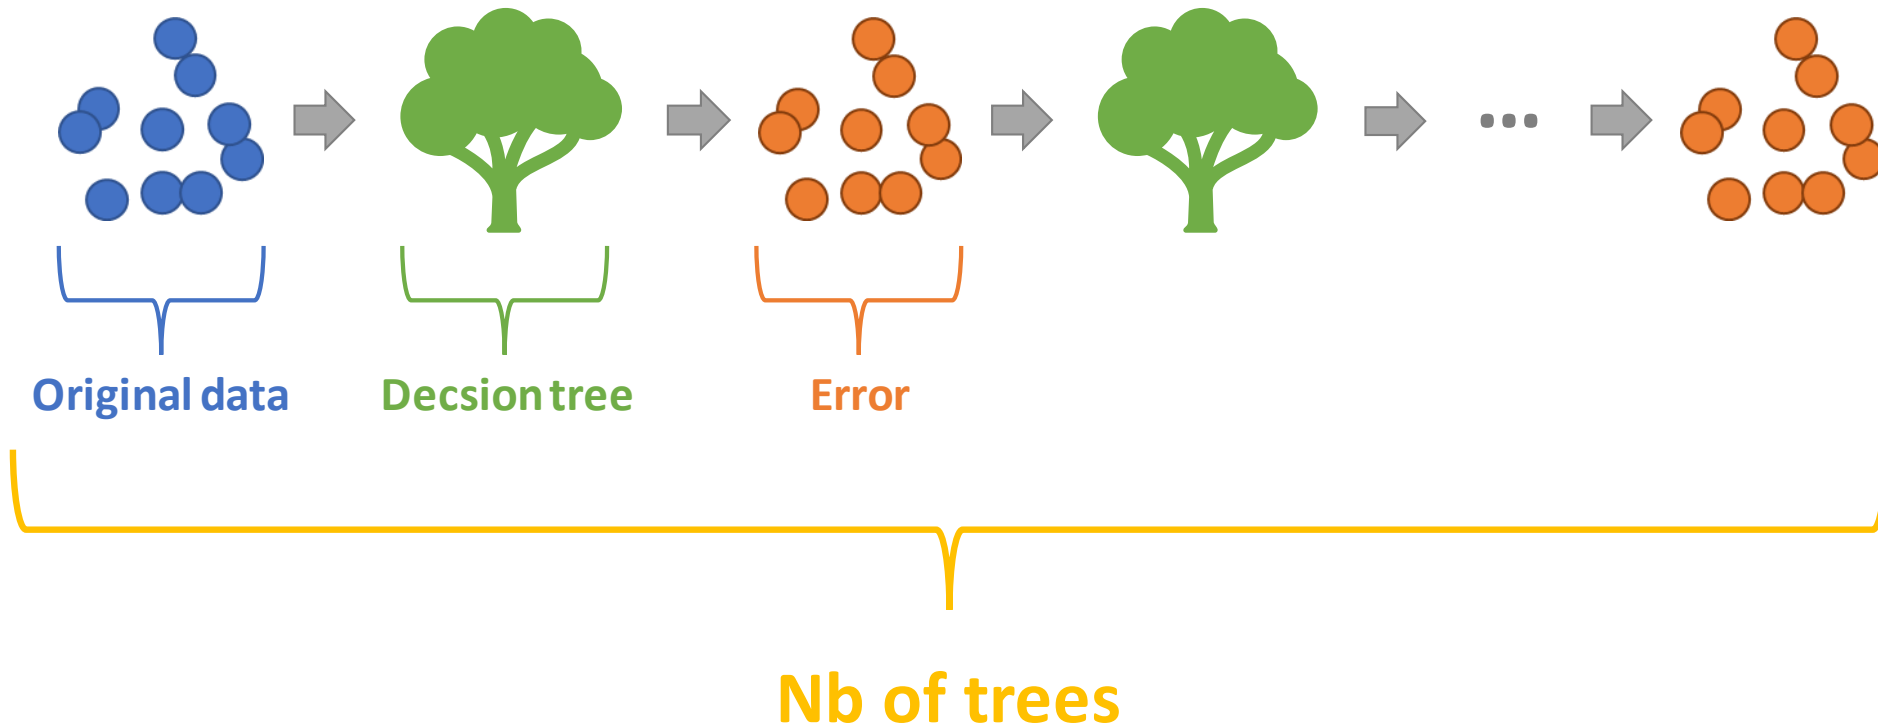 Original data
Decsion tree
Error
Nb of trees